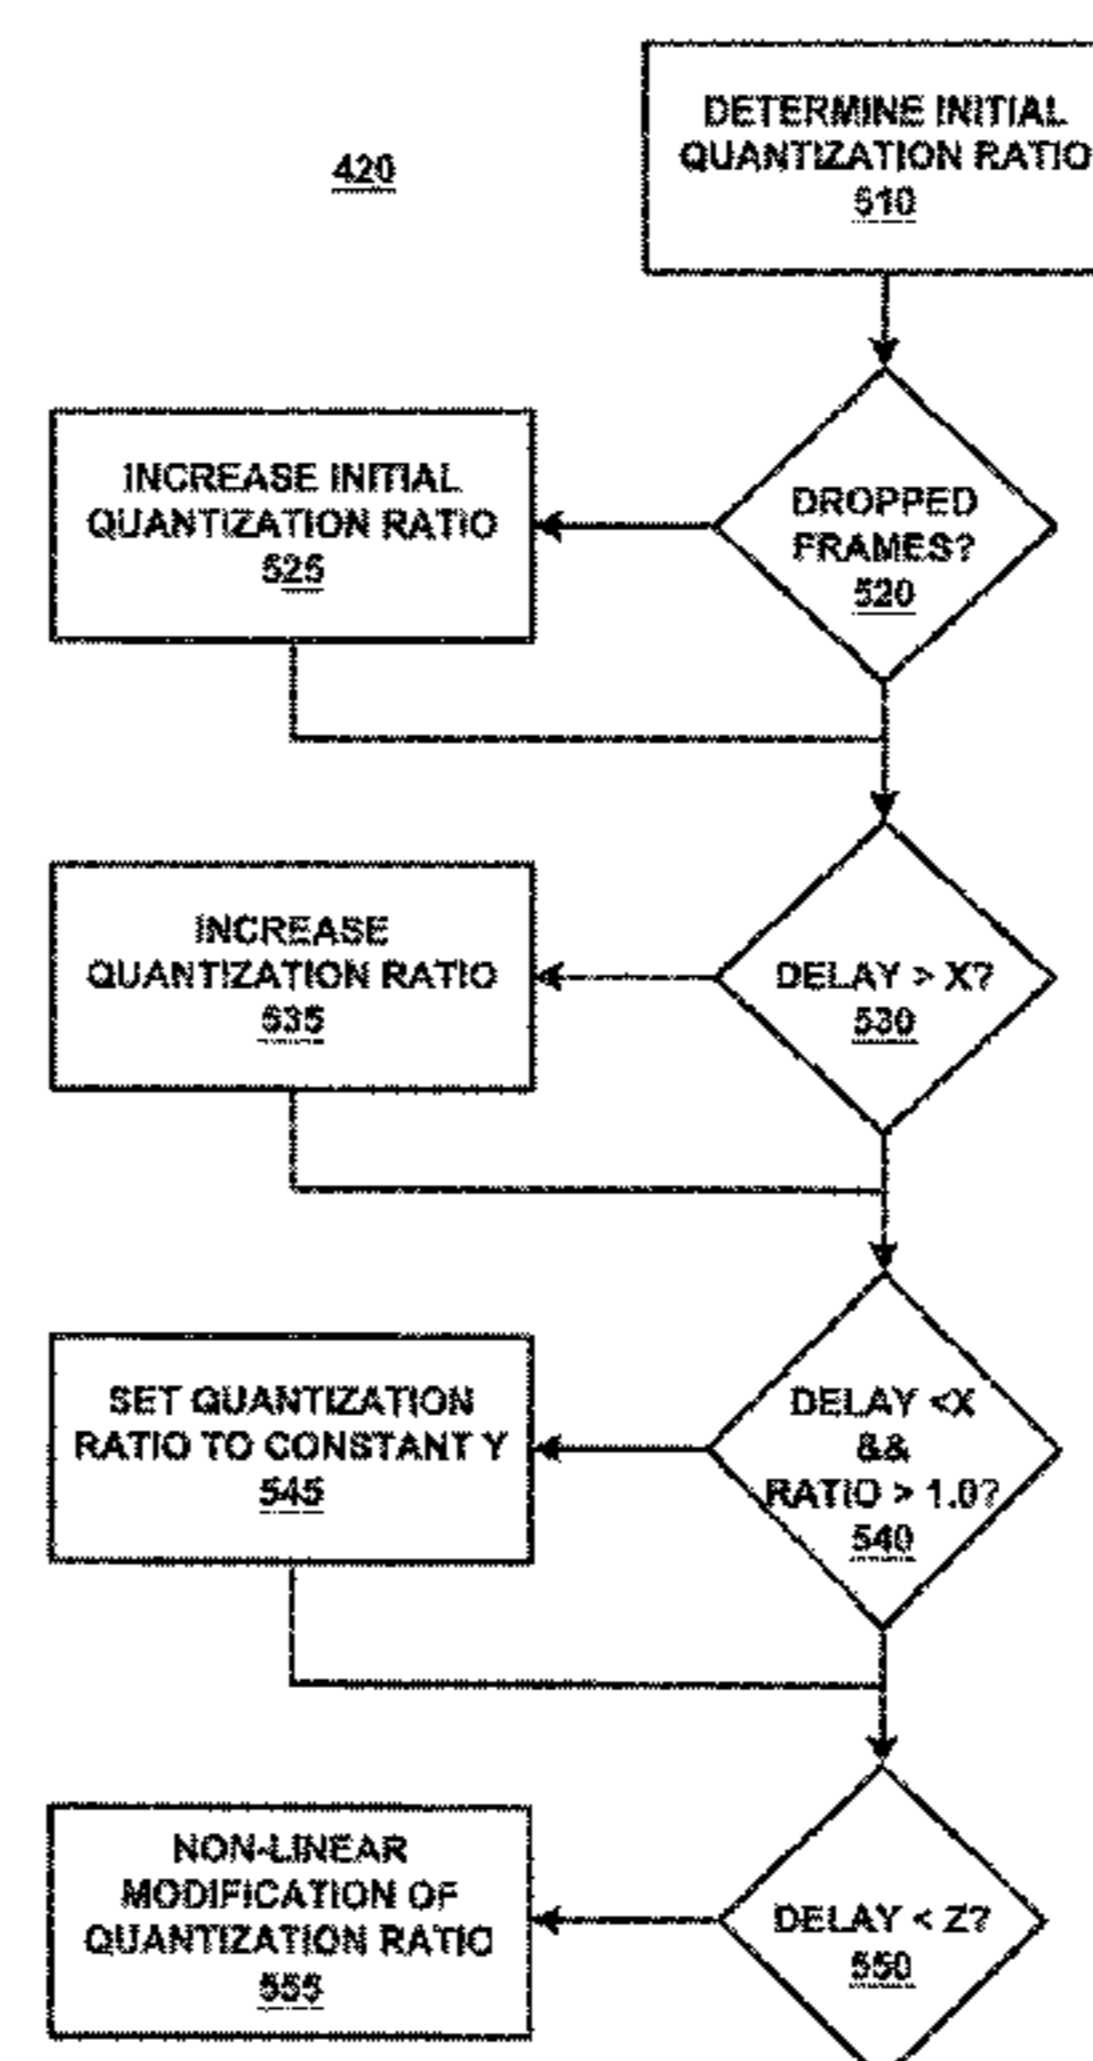 420
DETERMINE INITIAL
QUANTIZATION RATIO
510
INCREASE INITIAL
QUANTIZATION RATIO
525
DROPPED
FRAMES?
520
INCREASE
QUANTIZATION RATIO
535
DELAY > X?
530
SET QUANTIZATION
RATIO TO CONSTANT Y
545
DELAY <X
&&
RATIO > 1.0?
540
NON-LINEAR
MODIFICATION OF
QUANTIZATION RATIO
555
DELAY < Z?
550